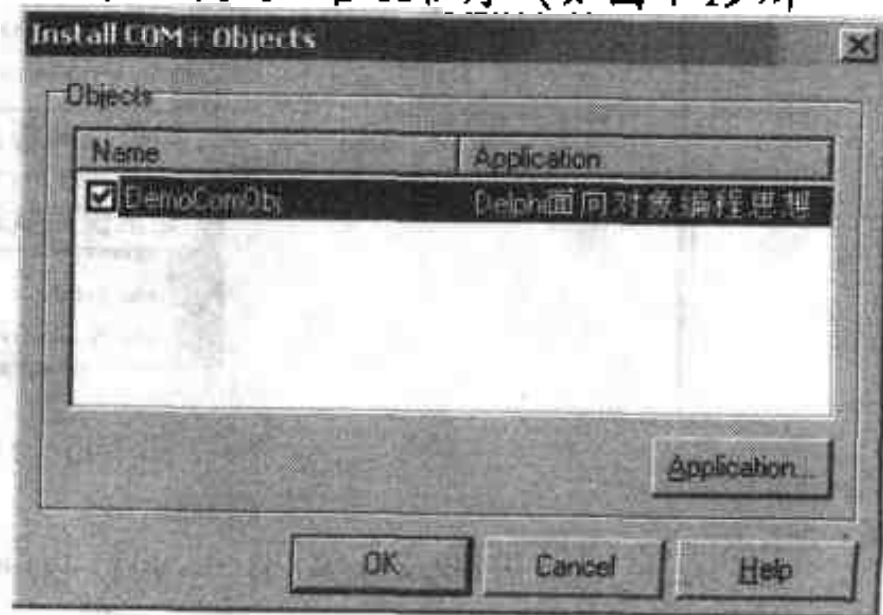 Install COM+ Objects
Objects
Name Application
DemoComObj Delphi面向对象编程思想
Application...
OK Cancel Help